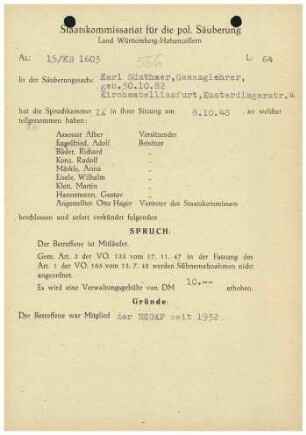 Staatskommissariat für die pol. Säuberung
Land Württemberg-Hohenzollern
Az.: 15/KB 1603
L: 64
In der Säuberungssache Karl Günthner, Gesanglehrer,
geb.30.10.82
Kirchentellinsfurt, Kusterdingerstr.4
hat die Spruchkammer IX in ihrer Sitzung am 8.10.48 an welcher
teilgenommen haben:
Assessor Alber Vorsitzender
Engelfried, Adolf Beisitzer
Bäder, Richard „
Konz, Rudolf „
Märkle, Anna „
Eisele, Wilhelm „
Klett, Martin „
Hannemann, Gustav „
Angestellter Otto Hager Vertreter des Staatskommissars
beschlossen und sofort verkündet folgenden
SPRUCH:
Der Betroffene ist Mitläufer.
Gem. Art. 3 der VO. 133 vom 17. 11. 47 in der Fassung des
Art. 1 der VO. 165 vom 13. 7. 48 werden Sühnemaßnahmen nicht
angeordnet.
Es wird eine Verwaltungsgebühr von DM 10.-- erhoben.
Gründe:
Der Betroffene war Mitglied der NSDAP seit 1932.